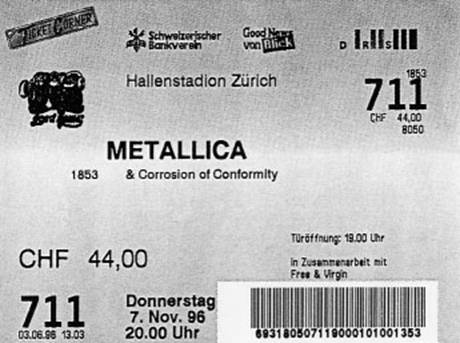 TICKET CORNER
Schweizerischer
Bankverein
Good News
von Blick
D RS
Hallenstadion Zürich
1853
711
CHF 44,00
8050
METALLICA
1853 & Corrosion of Conformity
Türöffnung: 19.00 Uhr
CHF 44,00
In Zusammenarbeit mit
Free & Virgin
711
03.06.96 13.03
Donnerstag
7. Nov. 96
20.00 Uhr
693180507119000101001353